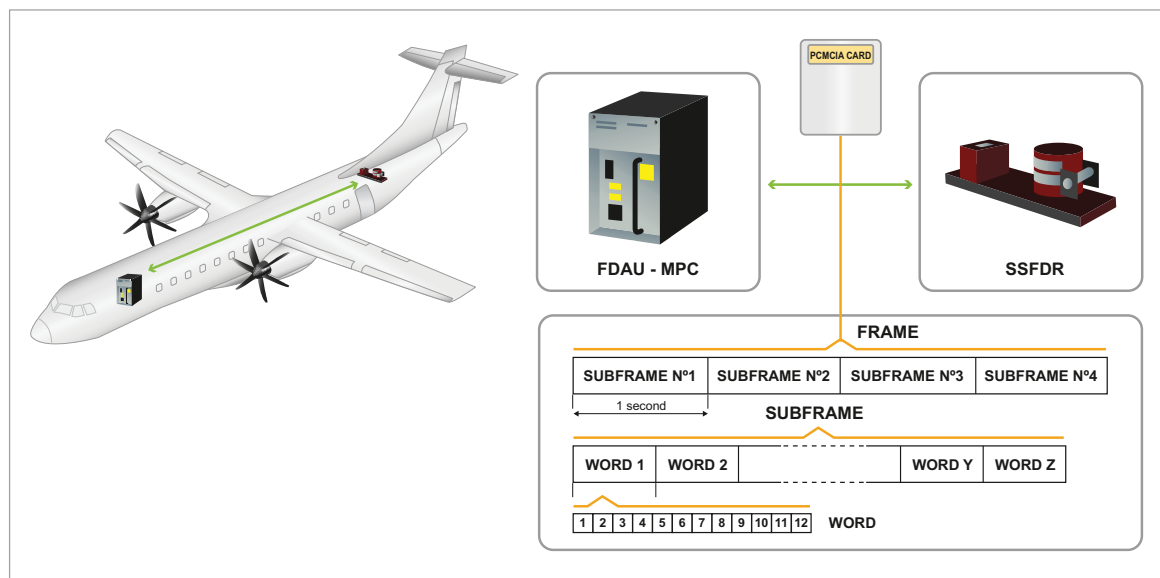 PCMCIA CARD
FDAU - MPC
SSFDR
FRAME
SUBFRAME Nº1 SUBFRAME Nº2 SUBFRAME Nº3 SUBFRAME Nº4
1 second
SUBFRAME
WORD 1 WORD 2 WORD Y WORD Z
1 2 3 4 5 6 7 8 9 10 11 12 WORD